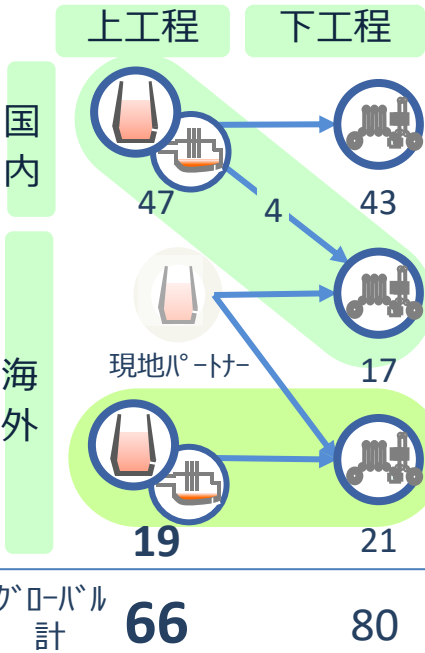 上工程 下工程
国内
47 4 43
現地ﾊﾟｰﾄﾅｰ 17
海外
19 21
ｸﾞﾛｰﾊﾞﾙ計 66 80